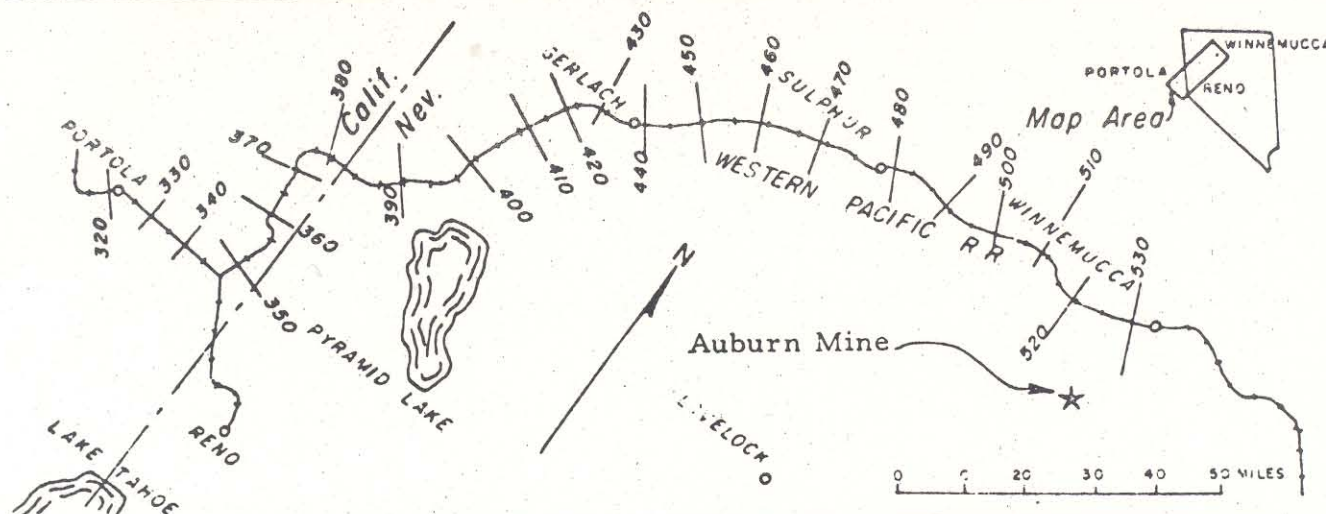 430
GERLACH
450
460
SULPHUR
470
480
WINNEMUCCA
PORTOLA
RENO
Map Area
380
Calif.
Nev.
PORTOLA
370
330
340
320
360
350
390
400
410
420
440
WESTERN PACIFIC R R
490
500
510
WINNEMUCCA
530
520
PYRAMID LAKE
N
Auburn Mine
LOVELOCK
RENO
LAKE TAHOE
0 10 20 30 40 50 MILES